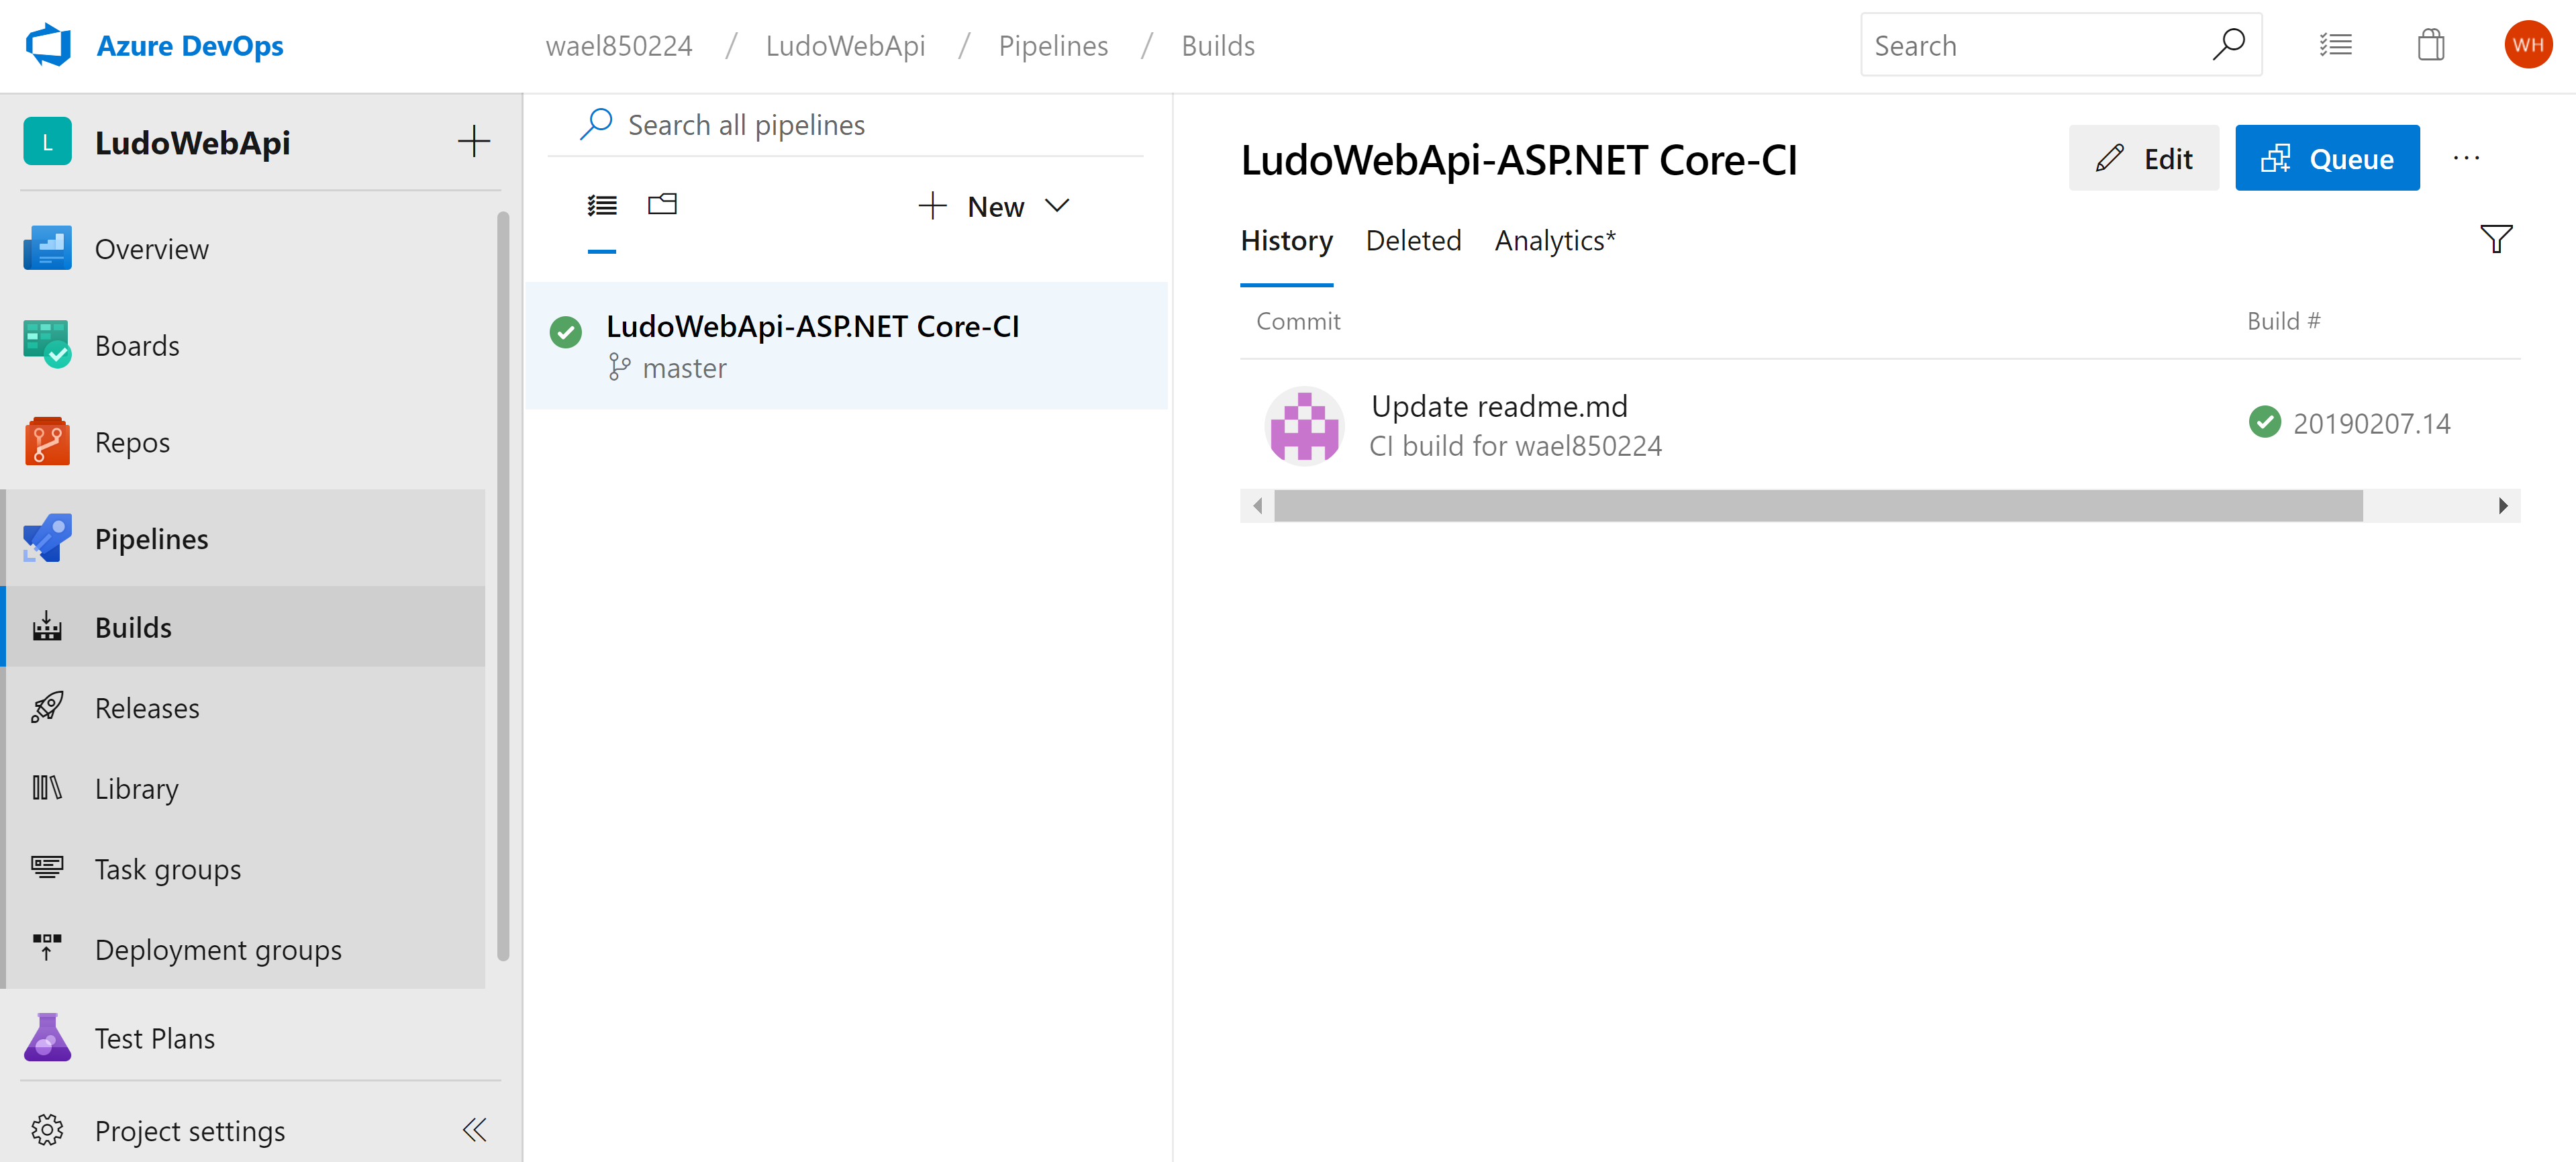 Azure DevOps
wael850224 / LudoWebApi / Pipelines / Builds
Search
WH
L
LudoWebApi
Overview
Boards
Repos
Pipelines
Builds
Releases
Library
Task groups
Deployment groups
Test Plans
Project settings
Search all pipelines
New
LudoWebApi-ASP.NET Core-CI
master
LudoWebApi-ASP.NET Core-CI
Edit
Queue
...
History Deleted Analytics*
Commit Build #
Update readme.md
CI build for wael850224
20190207.14